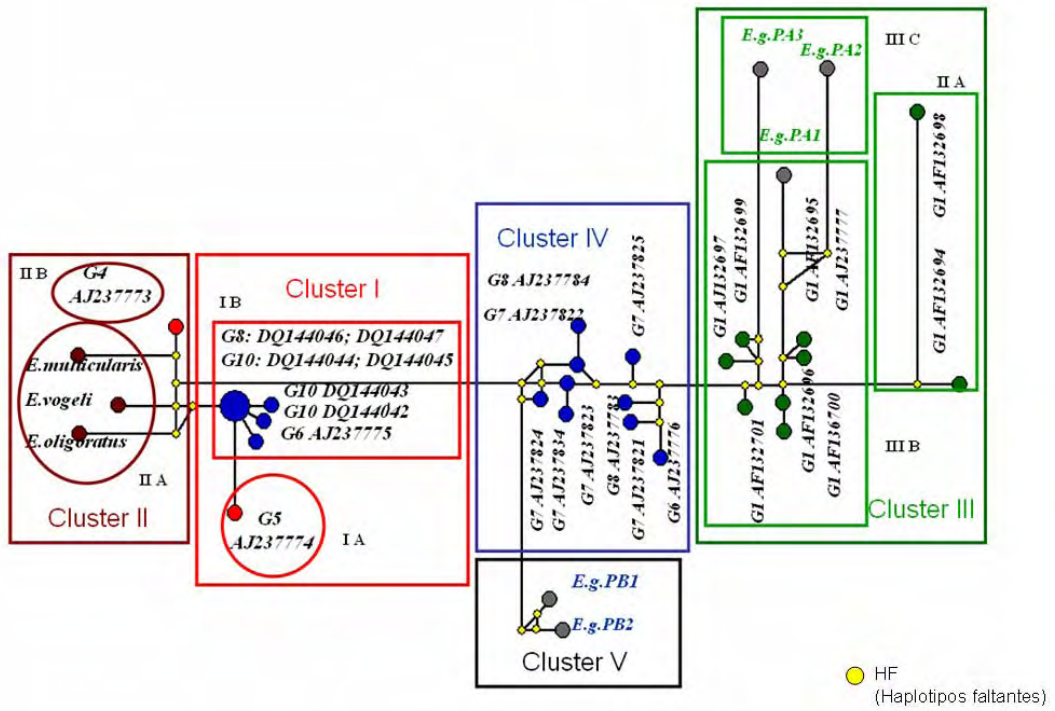 II B
G4
AJ237773
E.multicularis
E.vogeli
E.oligoratus
II A
Cluster II
Cluster I
I B
G8: DQ144046; DQ144047
G10: DQ144044; DQ144045
G10 DQ144043
G10 DQ144042
G6 AJ237775
G5
AJ237774
I A
Cluster IV
G8 AJ237784
G7 AJ237822
G7 AJ237825
G7 AJ237824
G7 AJ237834
G7 AJ237823
G8 AJ237783
G7 AJ237821
G6 AJ237776
E.g.PB1
E.g.PB2
Cluster V
E.g.PA3
E.g.PA2
III C
E.g.PA1
G1 AJ132697
G1 AF132699
G1 AF132695
G1 AJ237777
G1 AF132701
G1 AF132696
G1 AF136700
III B
II A
G1 AF132698
G1 AF132694
Cluster III
HF
(Haplotipos faltantes)